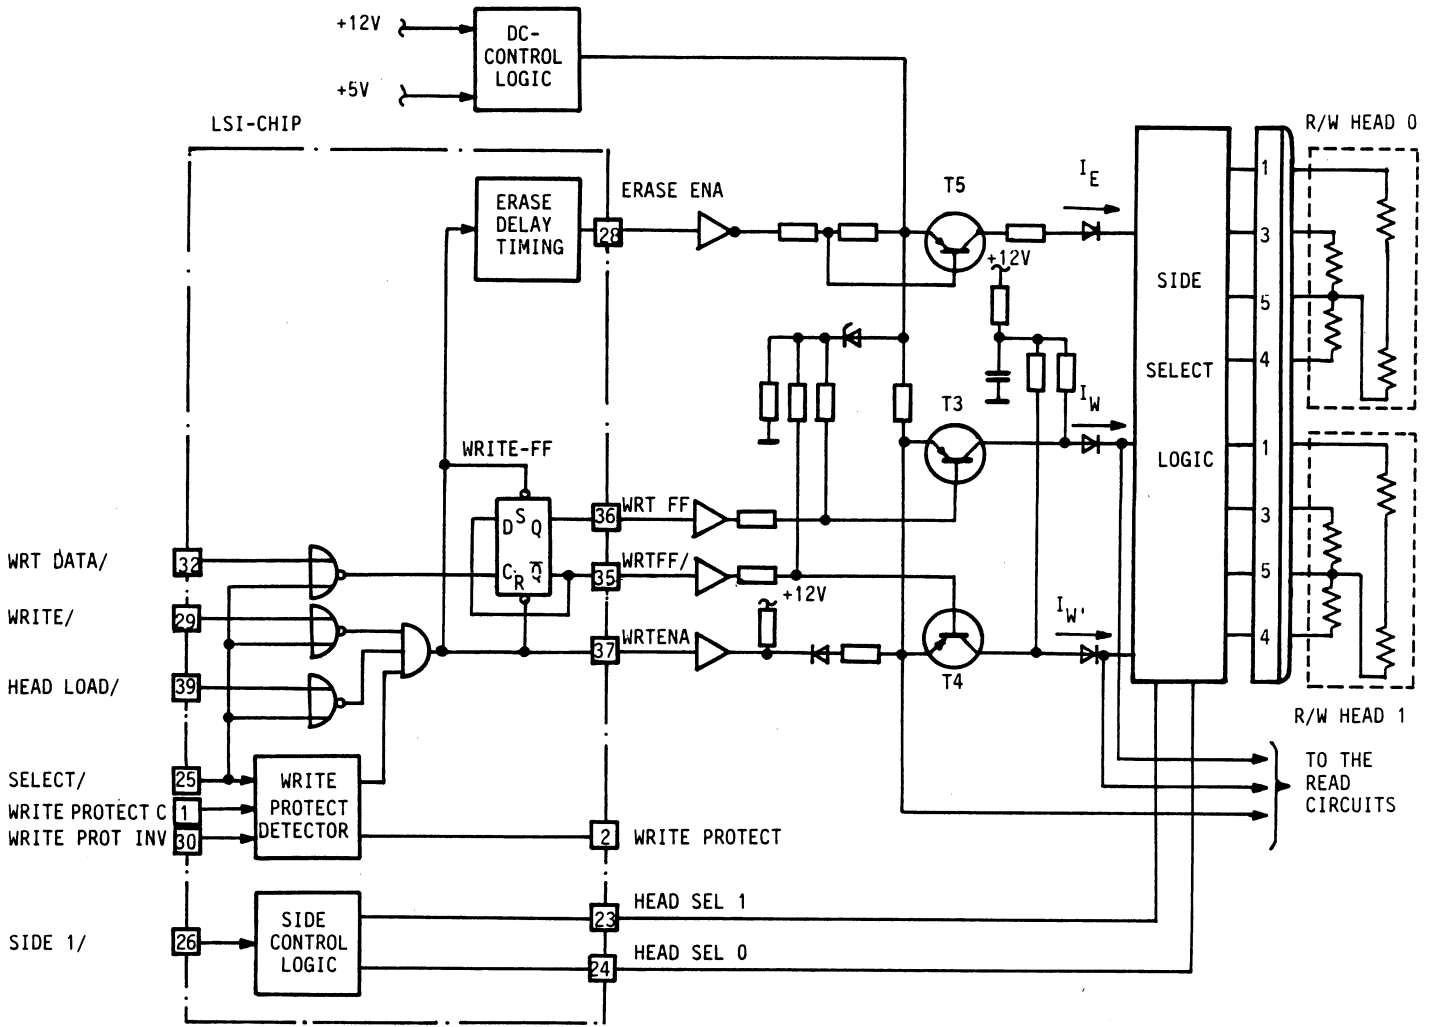 +12V
+5V
DC-
CONTROL
LOGIC
LSI-CHIP
ERASE
DELAY
TIMING
28
ERASE ENA
T5
I_E
+12V
SIDE
SELECT
LOGIC
R/W HEAD 0
1
3
5
4
1
3
5
4
R/W HEAD 1
T3
I_W
WRITE-FF
D S Q
C R Q̅
36
WRT FF
35
WRTFF/
+12V
37
WRTENA
T4
I_W'
WRT DATA/
32
WRITE/
29
HEAD LOAD/
39
SELECT/
25
WRITE PROTECT C
1
WRITE PROT INV
30
WRITE
PROTECT
DETECTOR
2
WRITE PROTECT
TO THE
READ
CIRCUITS
SIDE 1/
26
SIDE
CONTROL
LOGIC
23
HEAD SEL 1
24
HEAD SEL 0